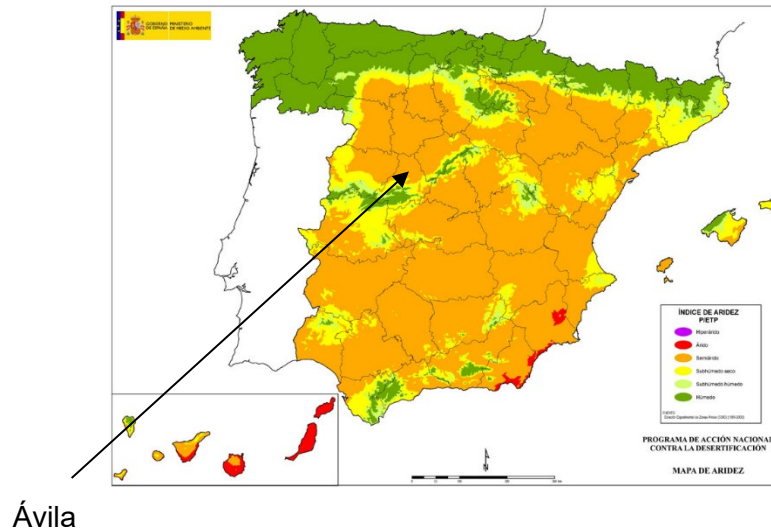 GOBIERNO MINISTERIO
DE ESPAÑA DE MEDIO AMBIENTE
ÍNDICE DE ARIDEZ
P/ETP
Hiperárido
Árido
Semiárido
Subhúmedo seco
Subhúmedo húmedo
Húmedo
PROGRAMA DE ACCIÓN NACIONAL
CONTRA LA DESERTIFICACIÓN
MAPA DE ARIDEZ
N
Ávila